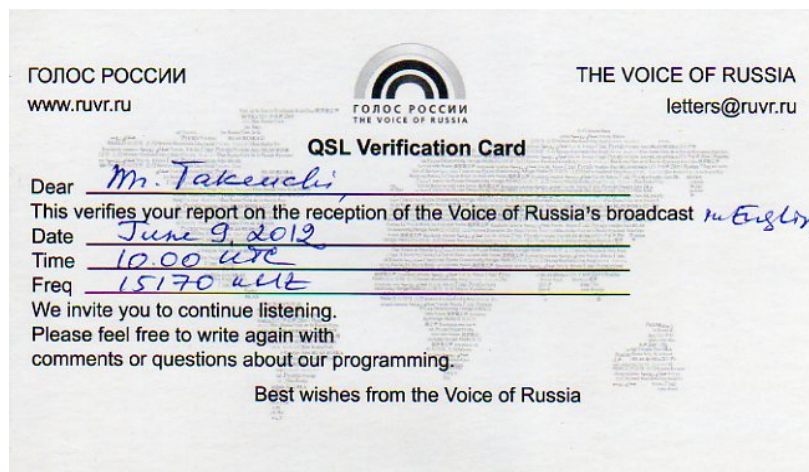 ГОЛОС РОССИИ
www.ruvr.ru
ГОЛОС РОССИИ
THE VOICE OF RUSSIA
THE VOICE OF RUSSIA
letters@ruvr.ru
QSL Verification Card
Dear Mr. Takeuchi,
This verifies your report on the reception of the Voice of Russia's broadcast in English
Date June 9, 2012
Time 10.00 UTC
Freq 15170 kHz
We invite you to continue listening.
Please feel free to write again with
comments or questions about our programming.
Best wishes from the Voice of Russia